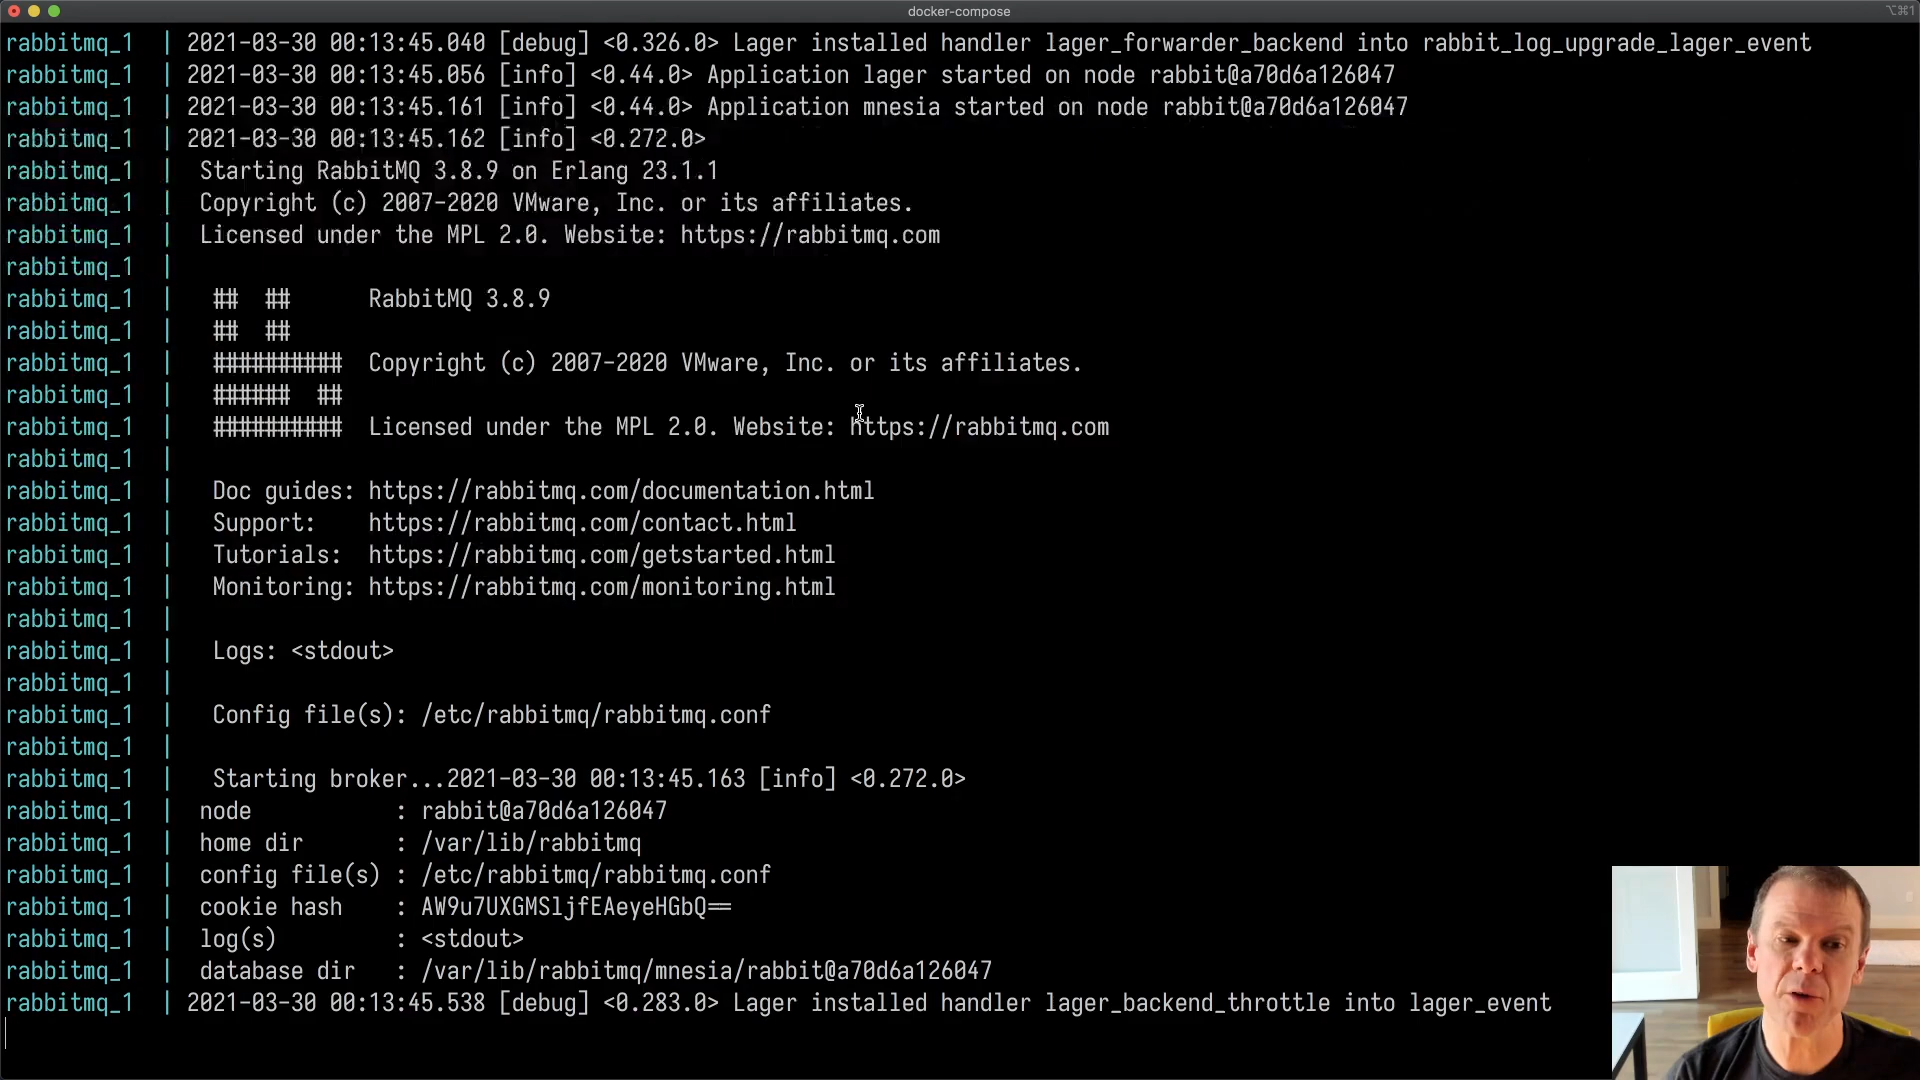 docker-compose
⌥⌘1
rabbitmq_1 | 2021-03-30 00:13:45.040 [debug] <0.326.0> Lager installed handler lager_forwarder_backend into rabbit_log_upgrade_lager_event
rabbitmq_1 | 2021-03-30 00:13:45.056 [info] <0.44.0> Application lager started on node rabbit@a70d6a126047
rabbitmq_1 | 2021-03-30 00:13:45.161 [info] <0.44.0> Application mnesia started on node rabbit@a70d6a126047
rabbitmq_1 | 2021-03-30 00:13:45.162 [info] <0.272.0>
rabbitmq_1 | Starting RabbitMQ 3.8.9 on Erlang 23.1.1
rabbitmq_1 | Copyright (c) 2007-2020 VMware, Inc. or its affiliates.
rabbitmq_1 | Licensed under the MPL 2.0. Website: https://rabbitmq.com
rabbitmq_1 |
rabbitmq_1 | ##  ##      RabbitMQ 3.8.9
rabbitmq_1 | ##  ##
rabbitmq_1 | ##########  Copyright (c) 2007-2020 VMware, Inc. or its affiliates.
rabbitmq_1 | ######  ##
rabbitmq_1 | ##########  Licensed under the MPL 2.0. Website: https://rabbitmq.com
rabbitmq_1 |
rabbitmq_1 | Doc guides: https://rabbitmq.com/documentation.html
rabbitmq_1 | Support:    https://rabbitmq.com/contact.html
rabbitmq_1 | Tutorials:  https://rabbitmq.com/getstarted.html
rabbitmq_1 | Monitoring: https://rabbitmq.com/monitoring.html
rabbitmq_1 |
rabbitmq_1 | Logs: <stdout>
rabbitmq_1 |
rabbitmq_1 | Config file(s): /etc/rabbitmq/rabbitmq.conf
rabbitmq_1 |
rabbitmq_1 | Starting broker...2021-03-30 00:13:45.163 [info] <0.272.0>
rabbitmq_1 | node           : rabbit@a70d6a126047
rabbitmq_1 | home dir       : /var/lib/rabbitmq
rabbitmq_1 | config file(s) : /etc/rabbitmq/rabbitmq.conf
rabbitmq_1 | cookie hash    : AW9u7UXGMSljfEAeyeHGbQ==
rabbitmq_1 | log(s)         : <stdout>
rabbitmq_1 | database dir   : /var/lib/rabbitmq/mnesia/rabbit@a70d6a126047
rabbitmq_1 | 2021-03-30 00:13:45.538 [debug] <0.283.0> Lager installed handler lager_backend_throttle into lager_event